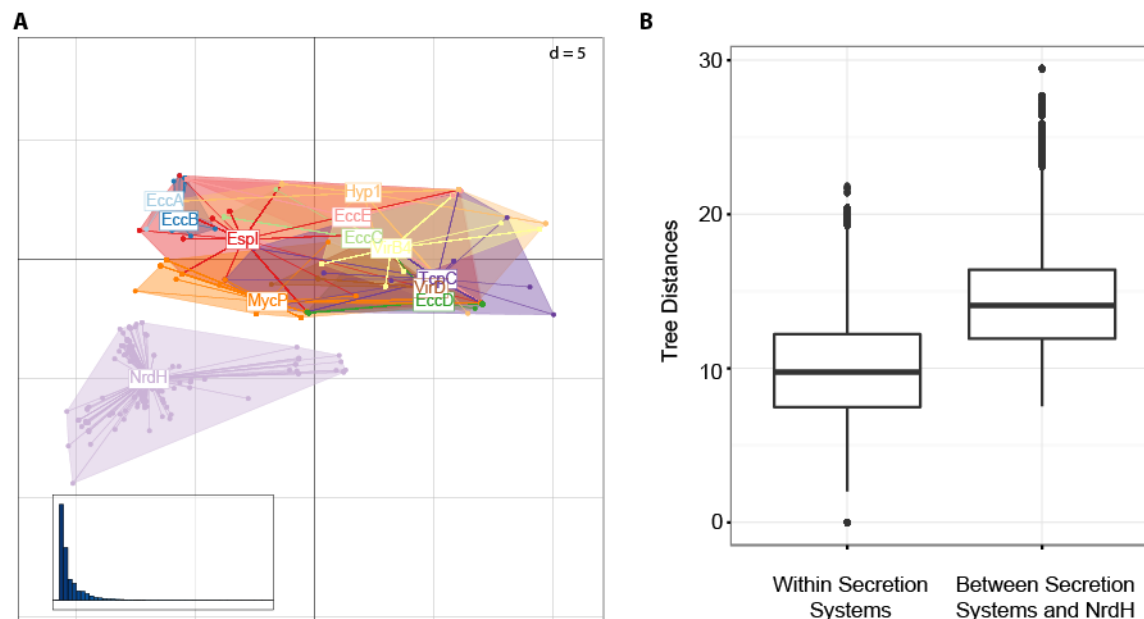 A
B
d = 5
EccA
Hyp1
EccB
EccE
EspI
EccC
VirB4
TcpC
VirD
MycP
EccD
NrdH
30
20
10
0
Tree Distances
Within Secretion
Systems
Between Secretion
Systems and NrdH